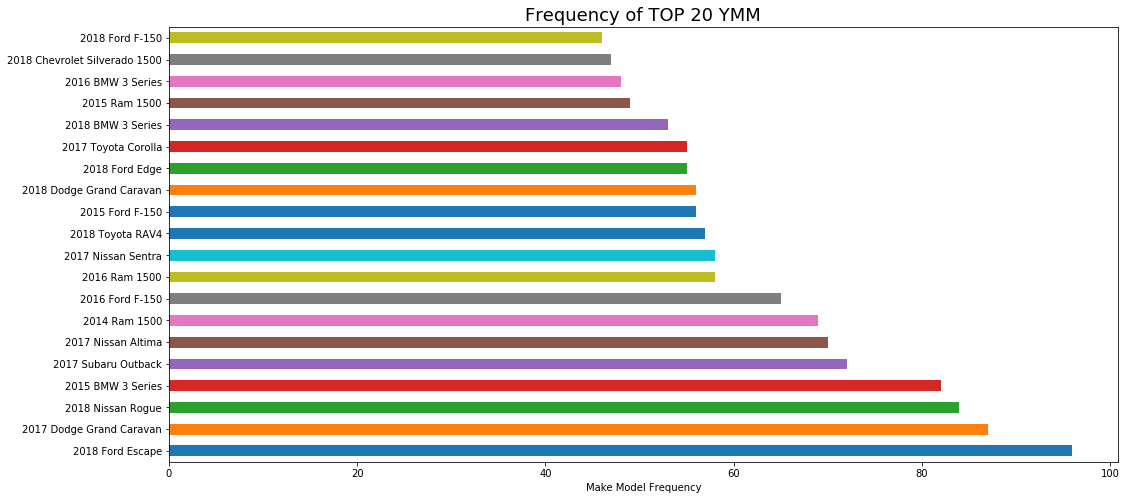 Frequency of TOP 20 YMM
2018 Ford F-150
2018 Chevrolet Silverado 1500
2016 BMW 3 Series
2015 Ram 1500
2018 BMW 3 Series
2017 Toyota Corolla
2018 Ford Edge
2018 Dodge Grand Caravan
2015 Ford F-150
2018 Toyota RAV4
2017 Nissan Sentra
2016 Ram 1500
2016 Ford F-150
2014 Ram 1500
2017 Nissan Altima
2017 Subaru Outback
2015 BMW 3 Series
2018 Nissan Rogue
2017 Dodge Grand Caravan
2018 Ford Escape
0 20 40 60 80 100
Make Model Frequency